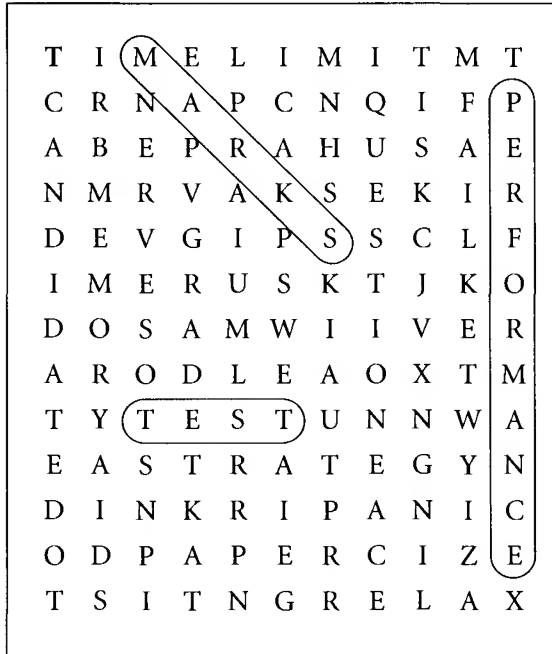 T I M E L I M I T M T
C R N A P C N Q I F P
A B E P R A H U S A E
N M R V A K S E K I R
D E V G I P S S C L F
I M E R U S K T J K O
D O S A M W I I V E R
A R O D L E A O X T M
T Y T E S T U N N W A
E A S T R A T E G Y N
D I N K R I P A N I C
O D P A P E R C I Z E
T S I T N G R E L A X